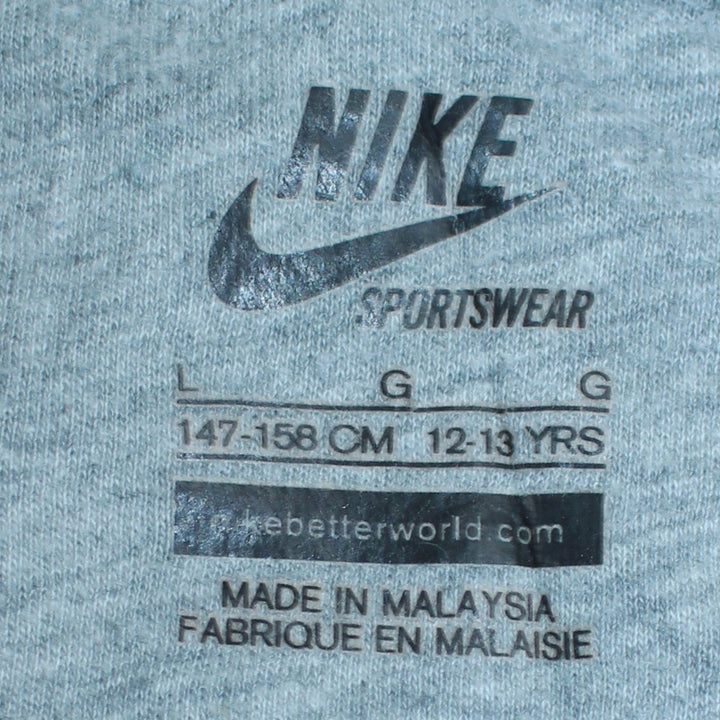 NIKE
SPORTSWEAR
L G G
147-158 CM 12-13 YRS
kebetterworld.com
MADE IN MALAYSIA
FABRIQUE EN MALAISIE